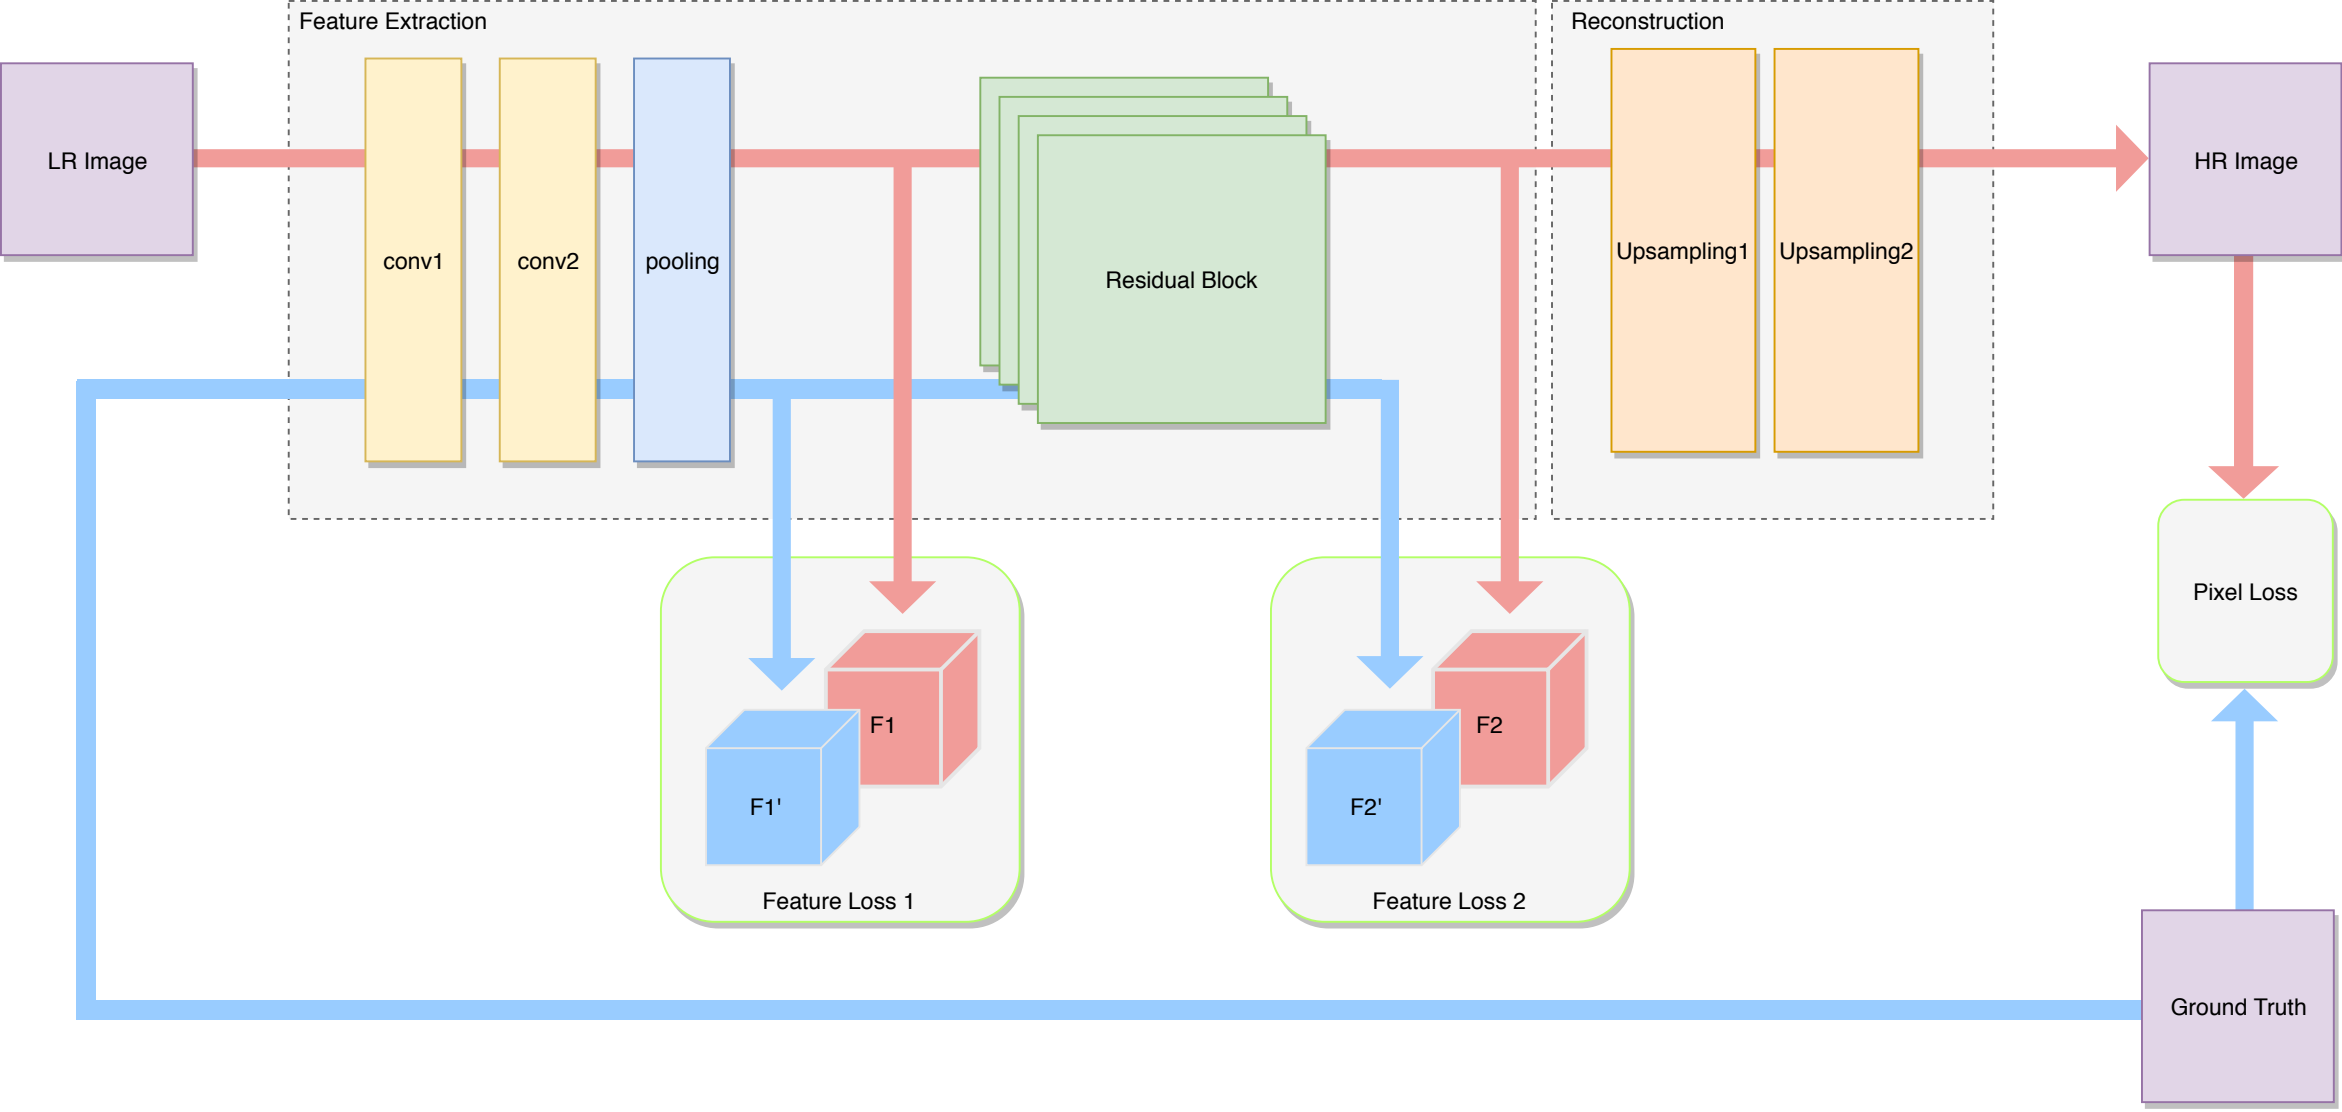 Feature Extraction
Reconstruction
LR Image
conv1
conv2
pooling
Residual Block
Upsampling1
Upsampling2
HR Image
Pixel Loss
F1
F1'
Feature Loss 1
F2
F2'
Feature Loss 2
Ground Truth